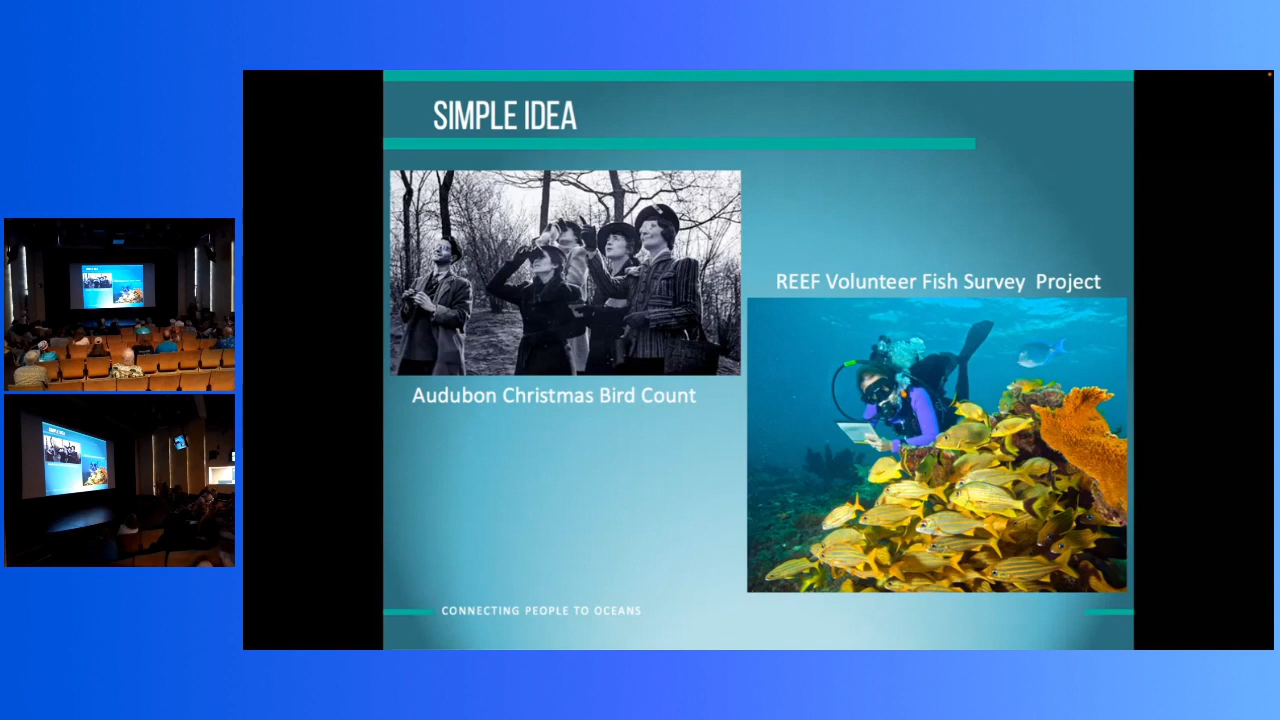 SIMPLE IDEA
Audubon Christmas Bird Count
REEF Volunteer Fish Survey Project
CONNECTING PEOPLE TO OCEANS